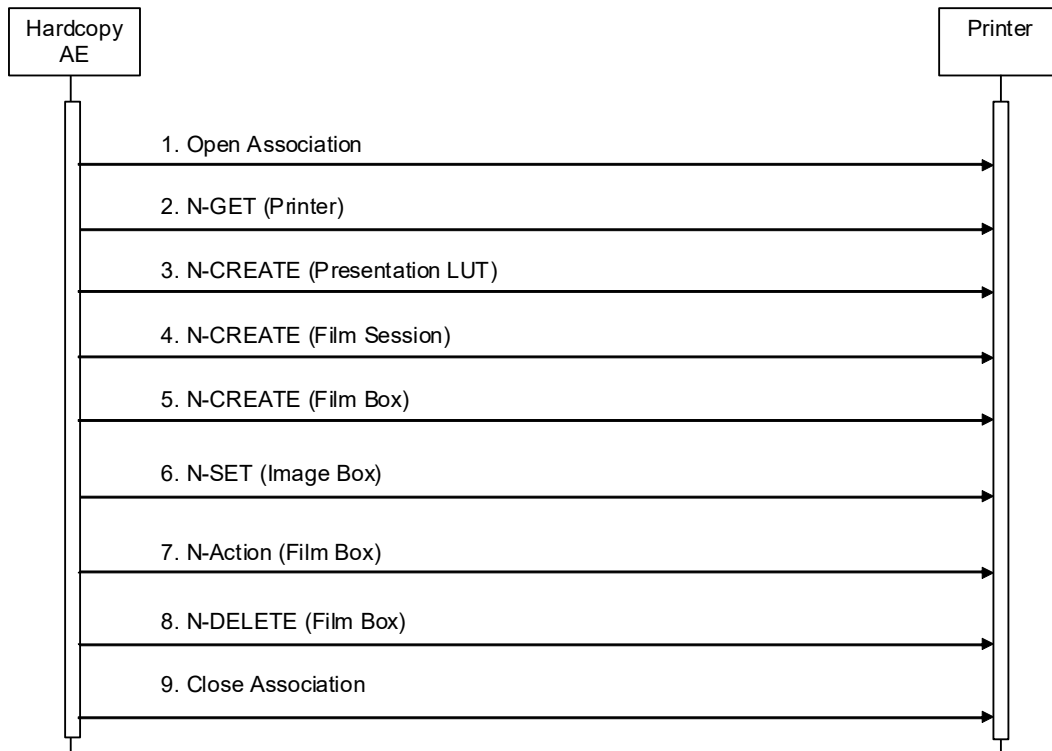 Hardcopy
AE
Printer
1. Open Association
2. N-GET (Printer)
3. N-CREATE (Presentation LUT)
4. N-CREATE (Film Session)
5. N-CREATE (Film Box)
6. N-SET (Image Box)
7. N-Action (Film Box)
8. N-DELETE (Film Box)
9. Close Association